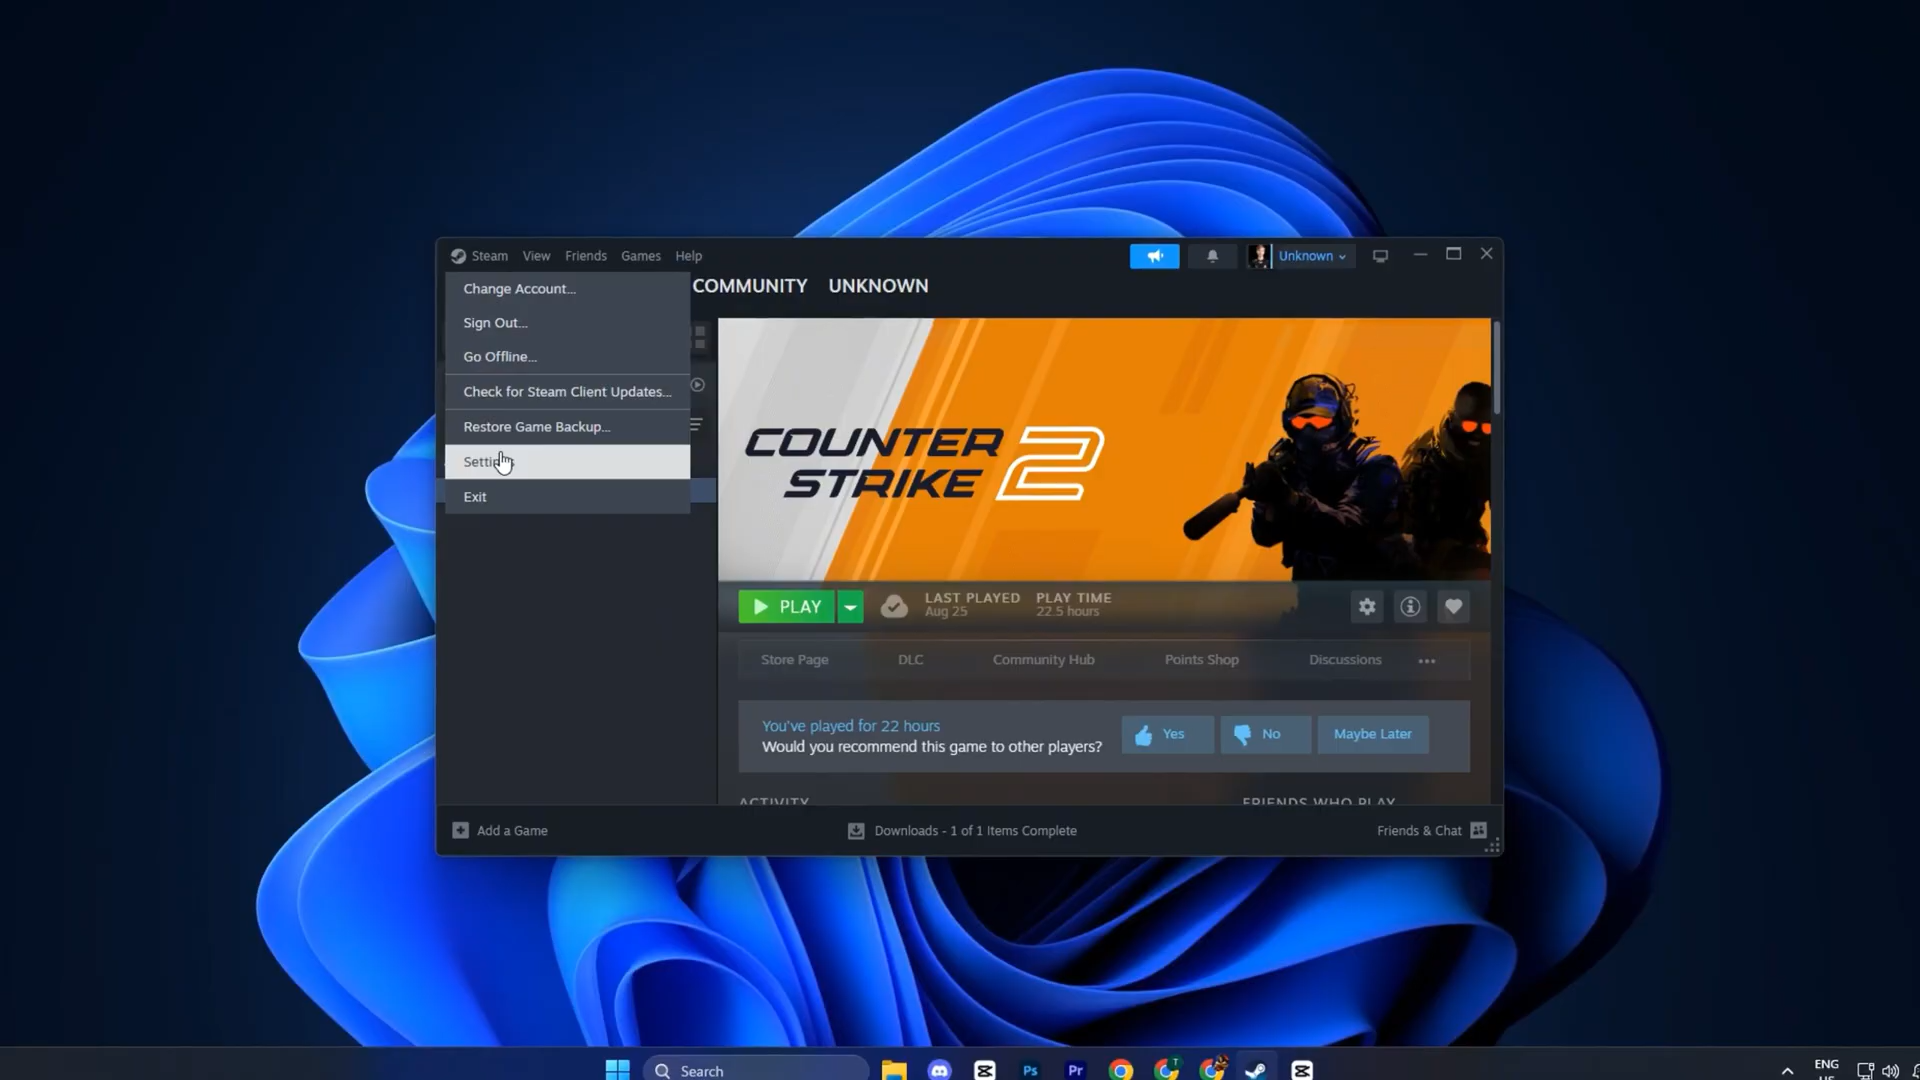 Steam View Friends Games Help
Unknown
COMMUNITY UNKNOWN
Change Account...
Sign Out...
Go Offline...
Check for Steam Client Updates...
Restore Game Backup...
Exit
COUNTER
STRIKE 2
PLAY
LAST PLAYED
Aug 25
PLAY TIME
22.5 hours
Store Page DLC Community Hub Points Shop Discussions
You've played for 22 hours
Would you recommend this game to other players?
Yes No Maybe Later
ACTIVITY FRIENDS WHO PLAY
Add a Game
Downloads - 1 of 1 Items Complete
Friends & Chat
Search
Ps
Pr
T
ENG